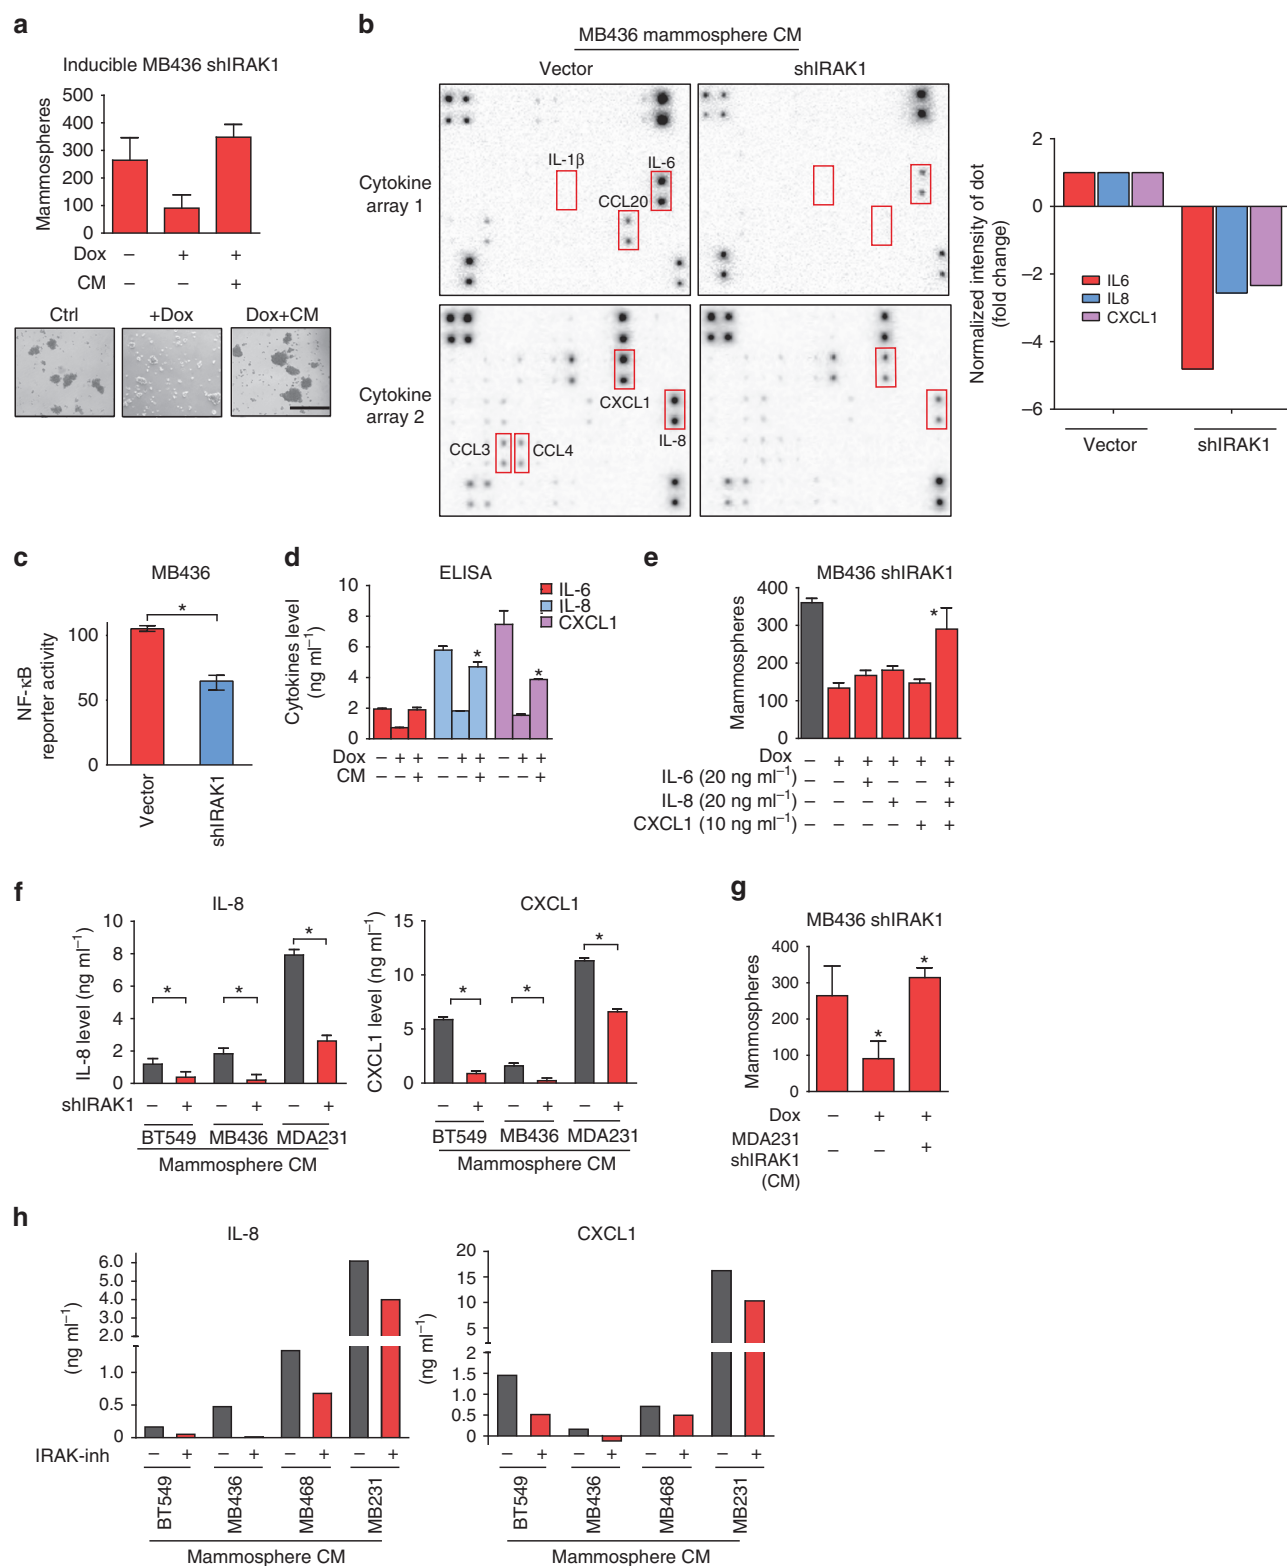 a
Inducible MB436 shIRAK1
Mammospheres
500
400
300
200
100
0
Dox – + +
CM – – +
Ctrl +Dox Dox+CM
b
MB436 mammosphere CM
Vector shIRAK1
Cytokine array 1
IL-1β IL-6
CCL20
Cytokine array 2
CXCL1
IL-8
CCL3 CCL4
Normalized intensity of dot
(fold change)
2
0
−2
−4
−6
IL6
IL8
CXCL1
Vector shIRAK1
c
MB436
*
NF-κB
reporter activity
100
50
0
Vector
shIRAK1
d
ELISA
IL-6
IL-8
CXCL1
Cytokines level
(ng ml⁻¹)
10
8
6
4
2
0
* *
Dox – + + – + + – + +
CM – – + – – + – – +
e
MB436 shIRAK1
Mammospheres
400
300
200
100
0
*
Dox – + + + + +
IL-6 (20 ng ml⁻¹) – – + – – +
IL-8 (20 ng ml⁻¹) – – – + – +
CXCL1 (10 ng ml⁻¹) – – – – + +
f
IL-8
IL-8 level (ng ml⁻¹)
10
8
6
4
2
0
* * *
shIRAK1 – + – + – +
BT549 MB436 MDA231
Mammosphere CM
CXCL1
CXCL1 level (ng ml⁻¹)
15
10
5
0
* * *
– + – + – +
BT549 MB436 MDA231
Mammosphere CM
g
MB436 shIRAK1
Mammospheres
400
300
200
100
0
* *
Dox – + +
MDA231
shIRAK1
(CM)
– – +
h
IL-8
(ng ml⁻¹)
6.0
5.0
4.0
3.0
2.0
1.0
0.5
0
IRAK-inh – + – + – + – +
BT549
MB436
MB468
MB231
Mammosphere CM
CXCL1
(ng ml⁻¹)
20
15
10
5
2
1.5
1.0
0.5
0
– + – + – + – +
BT549
MB436
MB468
MB231
Mammosphere CM